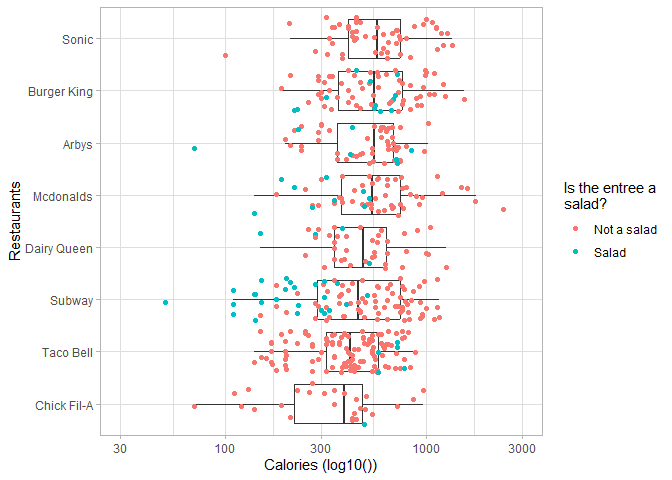 Sonic
Burger King
Arbys
Mcdonalds
Dairy Queen
Subway
Taco Bell
Chick Fil-A
Restaurants
30
100
300
1000
3000
Calories (log10())
Is the entree a
salad?
Not a salad
Salad